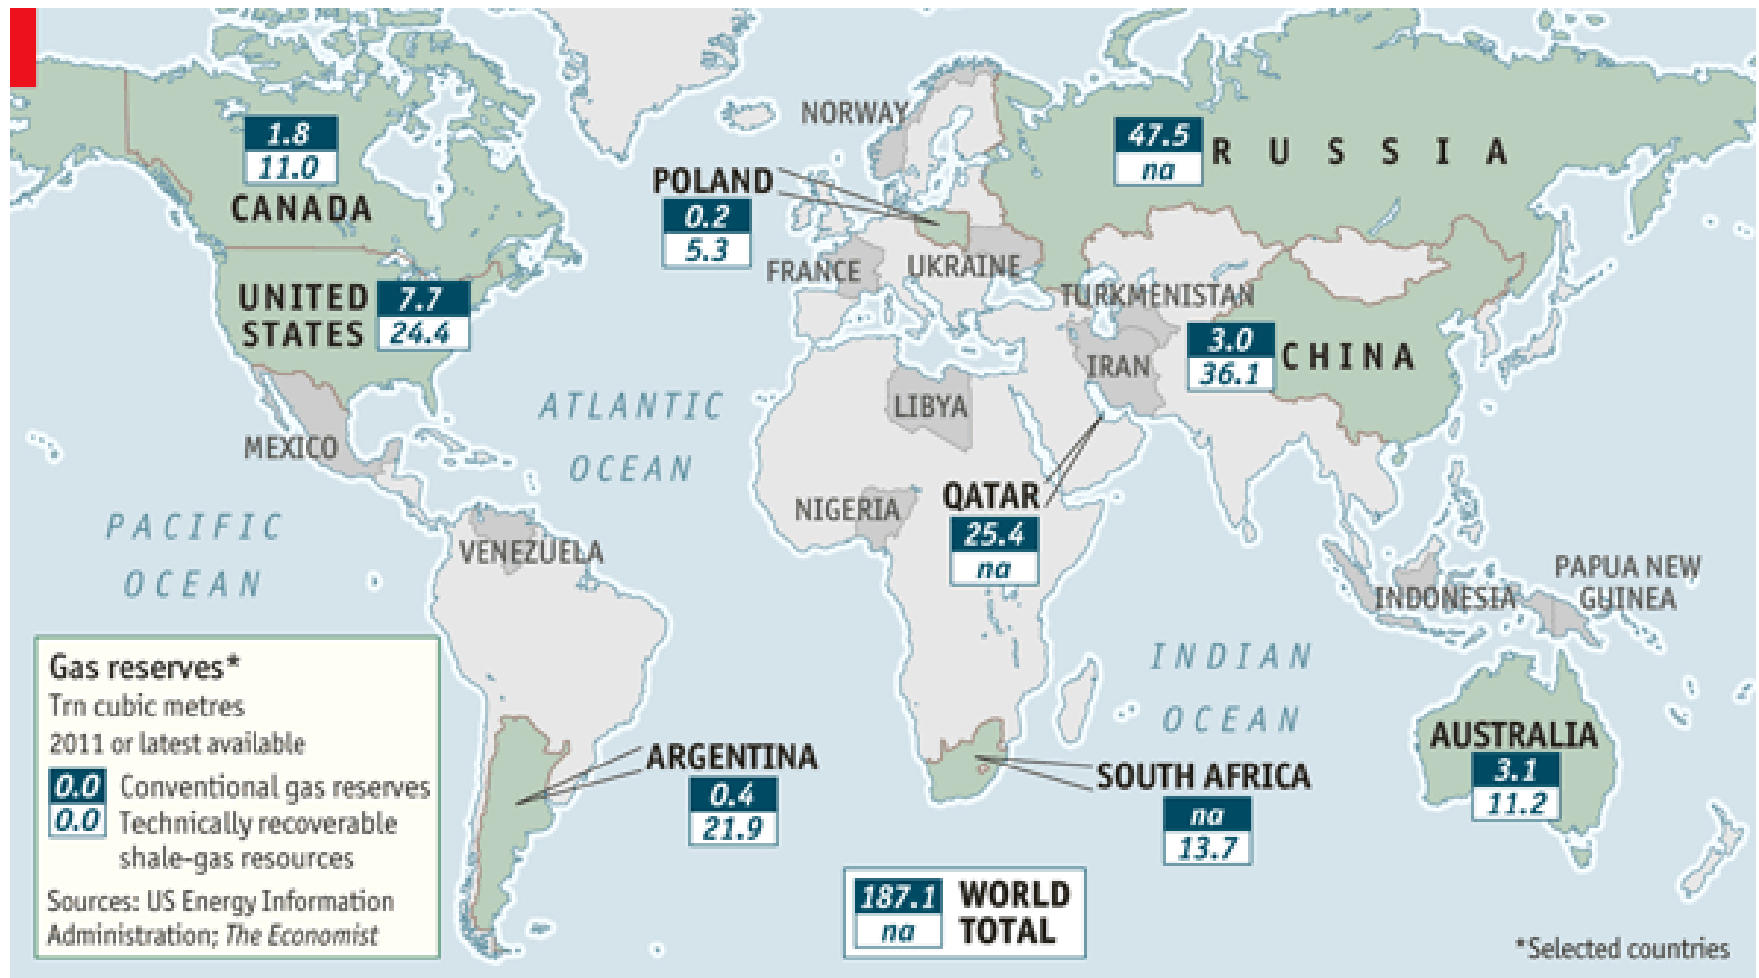 NORWAY
1.8
11.0
CANADA
47.5
na
RUSSIA
POLAND
0.2
5.3
FRANCE
UKRAINE
UNITED
STATES
7.7
24.4
TURKMENISTAN
3.0
36.1
CHINA
IRAN
LIBYA
ATLANTIC
OCEAN
MEXICO
QATAR
25.4
na
NIGERIA
PACIFIC
OCEAN
VENEZUELA
PAPUA NEW
GUINEA
INDONESIA
INDIAN
OCEAN
Gas reserves*
Trn cubic metres
2011 or latest available
0.0 Conventional gas reserves
0.0 Technically recoverable
shale-gas resources
Sources: US Energy Information
Administration; The Economist
ARGENTINA
0.4
21.9
SOUTH AFRICA
na
13.7
AUSTRALIA
3.1
11.2
187.1
na
WORLD
TOTAL
*Selected countries